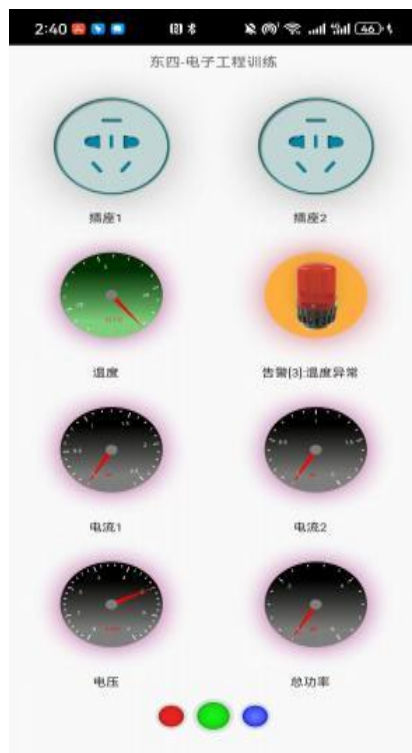 2:40 46
东四-电子工程训练
插座1 插座2
温度 告警[3]:温度异常
电流1 电流2
电压 总功率